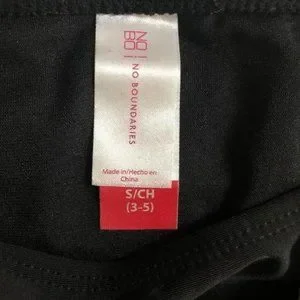 NO
BO
NO BOUNDARIES
Made in/Hecho en
China
S/CH
(3-5)